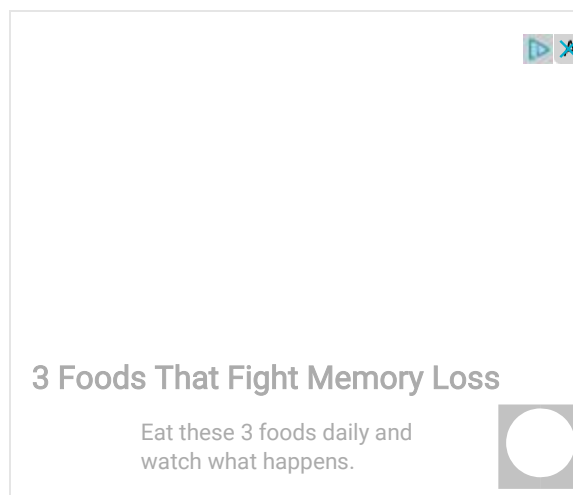 3 Foods That Fight Memory Loss
Eat these 3 foods daily and
watch what happens.